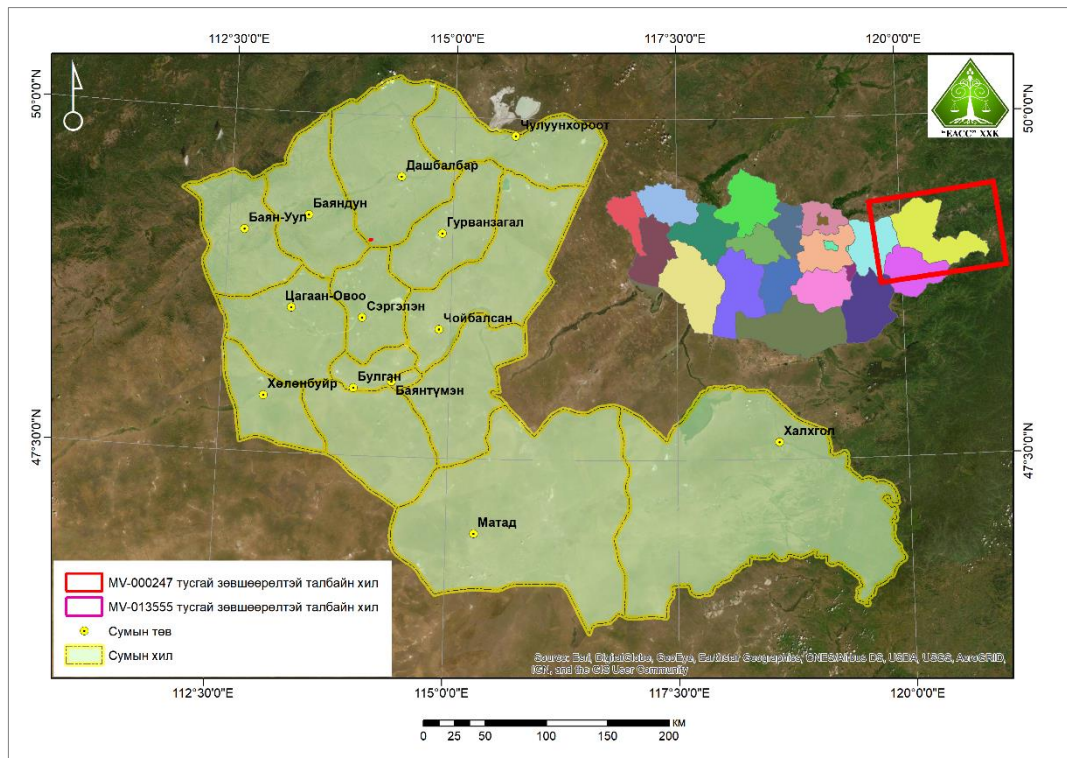 112°30'0"E
115°0'0"E
117°30'0"E
120°0'0"E
50°0'0"N
50°0'0"N
"ЕАСС" ХХК
Чулуунхороот
Дашбалбар
Баяндун
Баян-Уул
Гурванзагал
Цагаан-Овоо
Сэргэлэн
Чойбалсан
Хөлөнбуйр
Булган
Баянтүмэн
Халхгол
47°30'0"N
47°30'0"N
Матад
MV-000247 тусгай зөвшөөрөлтэй талбайн хил
MV-013555 тусгай зөвшөөрөлтэй талбайн хил
Сумын төв
Сумын хил
Source: Esri, DigitalGlobe, GeoEye, Earthstar Geographics, CNES/Airbus DS, USDA, USGS, AeroGRID,
IGN, and the GIS User Community
112°30'0"E
115°0'0"E
117°30'0"E
120°0'0"E
КМ
0 25 50 100 150 200